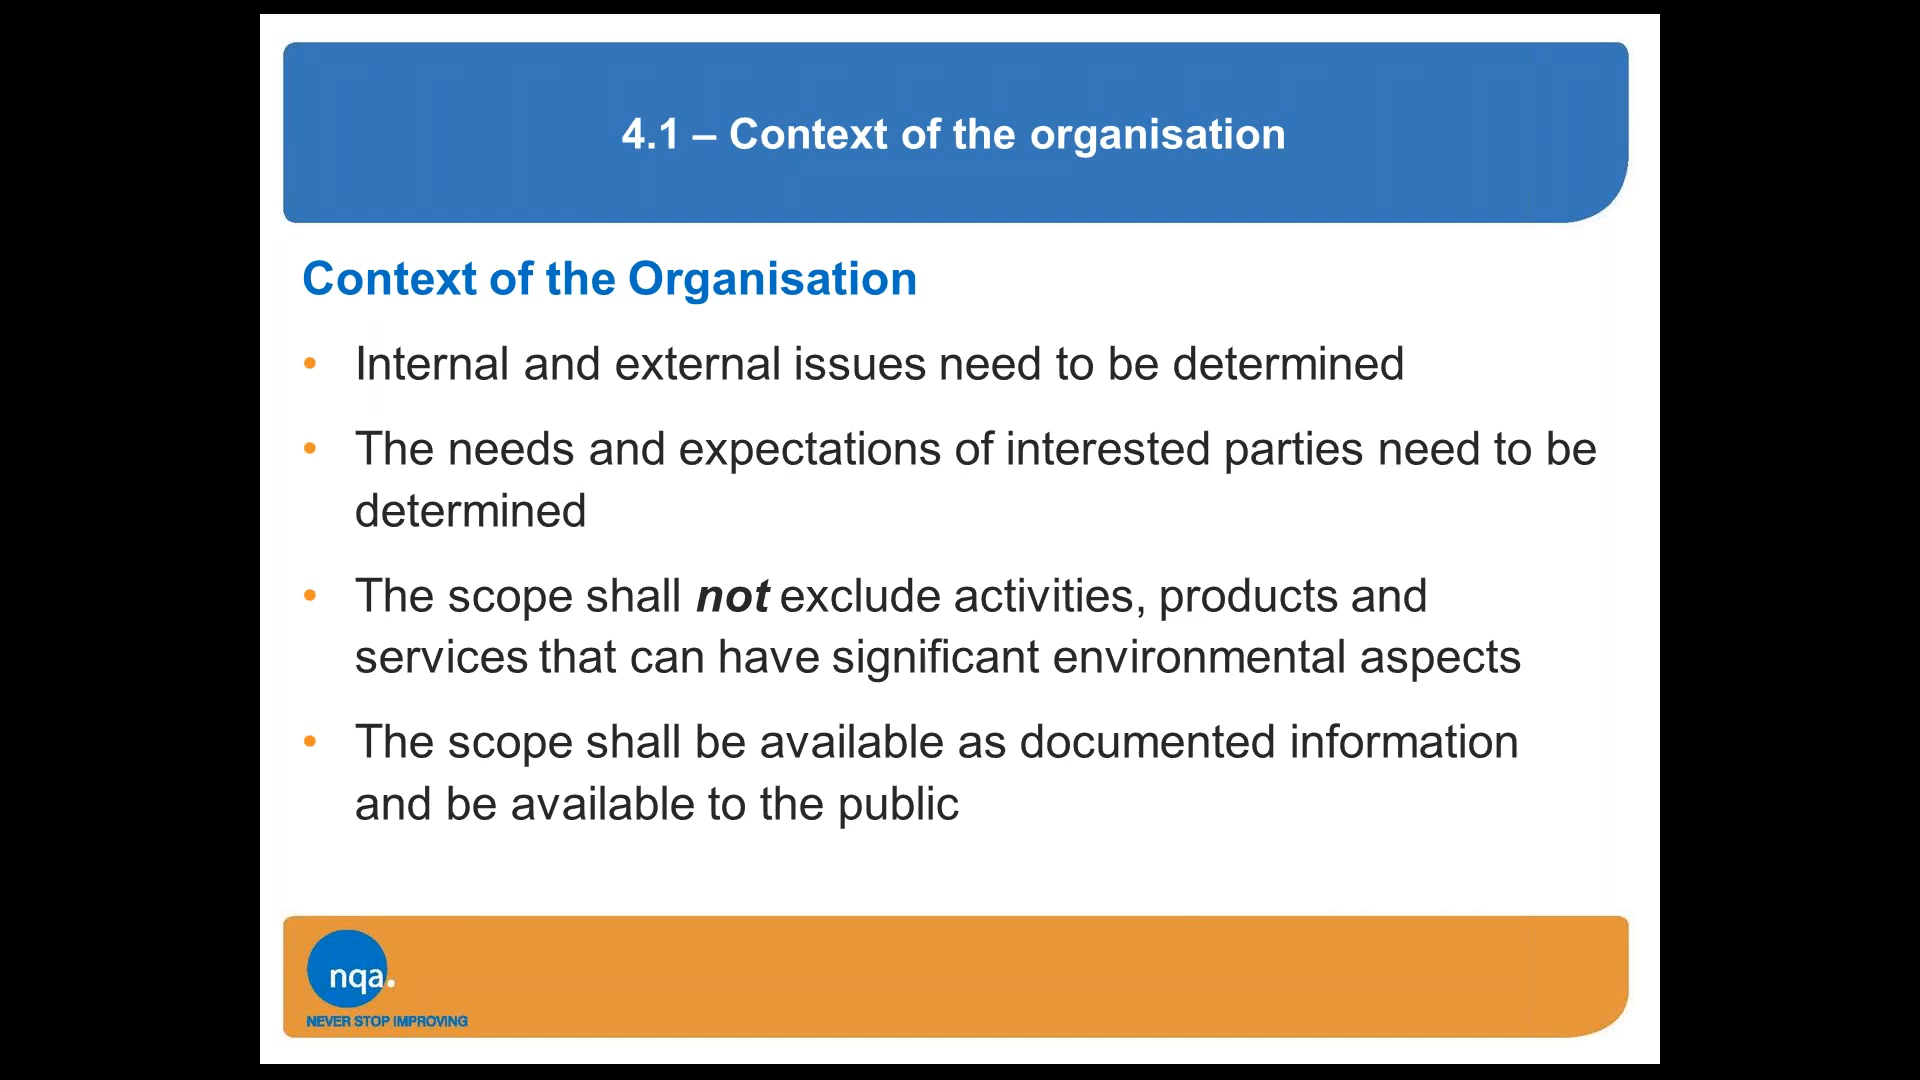 4.1 – Context of the organisation
Context of the Organisation
• Internal and external issues need to be determined
• The needs and expectations of interested parties need to be
determined
• The scope shall not exclude activities, products and
services that can have significant environmental aspects
• The scope shall be available as documented information
and be available to the public
nqa.
NEVER STOP IMPROVING